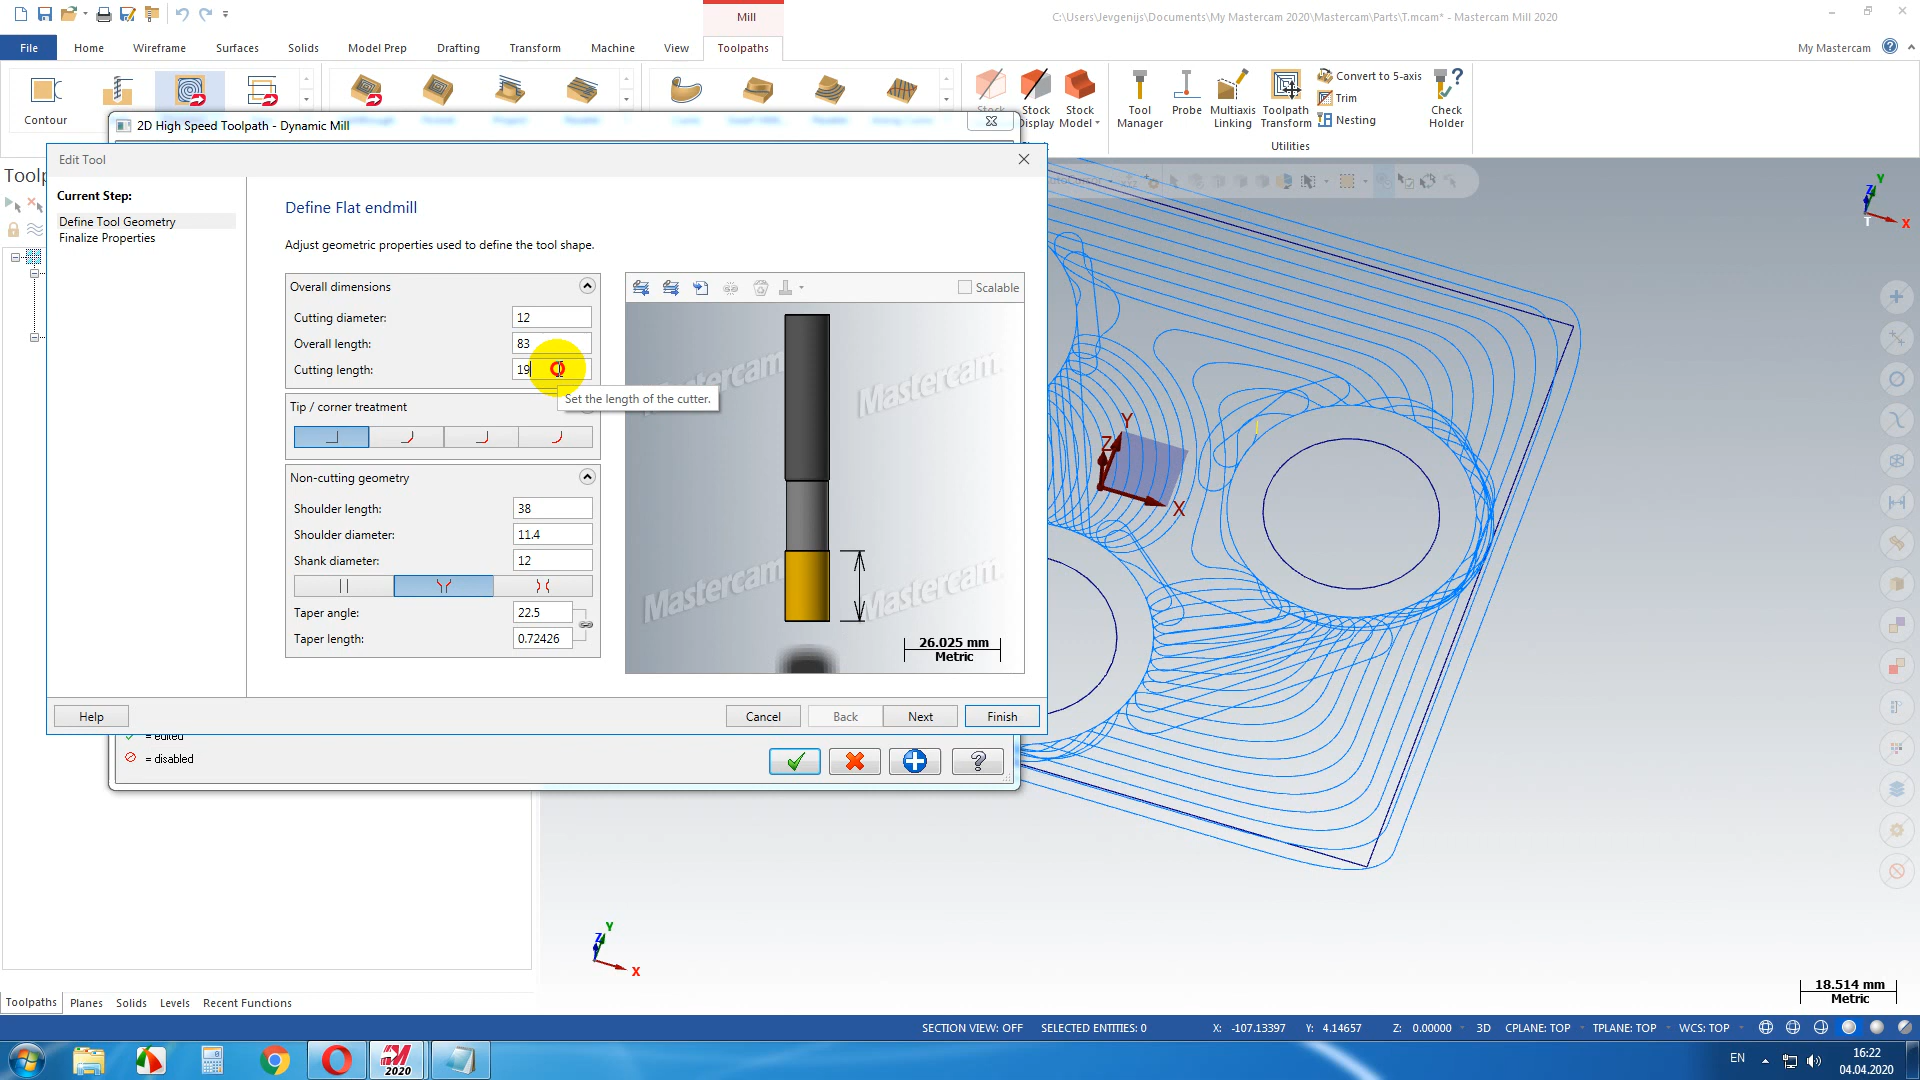 Mill
C:\Users\Jevgenijs\Documents\My Mastercam 2020\Mastercam\Parts\T.mcam* - Mastercam Mill 2020
File
Home
Wireframe
Surfaces
Solids
Model Prep
Drafting
Transform
Machine
View
Toolpaths
My Mastercam
Contour
Stock
Display
Stock
Model
Tool
Manager
Probe
Multiaxis
Linking
Toolpath
Transform
Convert to 5-axis
Trim
Nesting
Check
Holder
Utilities
2D High Speed Toolpath - Dynamic Mill
Edit Tool
Current Step:
Define Tool Geometry
Finalize Properties
Define Flat endmill
Adjust geometric properties used to define the tool shape.
Overall dimensions
Cutting diameter: 12
Overall length: 83
Cutting length: 19
Set the length of the cutter.
Tip / corner treatment
Non-cutting geometry
Shoulder length: 38
Shoulder diameter: 11.4
Shank diameter: 12
Taper angle: 22.5
Taper length: 0.72426
Scalable
Mastercam
Mastercam
Mastercam
26.025 mm
Metric
Help
Cancel
Back
Next
Finish
= edited
= disabled
Y
Z
X
Y
Z
X
T
Y
Z
X
18.514 mm
Metric
Toolpaths
Planes
Solids
Levels
Recent Functions
SECTION VIEW: OFF SELECTED ENTITIES: 0 X: -107.13397 Y: 4.14657 Z: 0.00000 3D CPLANE: TOP TPLANE: TOP WCS: TOP
2020
EN
16:22
04.04.2020